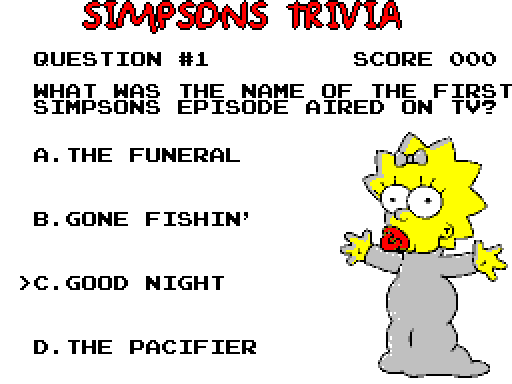 SIMPSONS TRIVIA
QUESTION #1 SCORE 000
WHAT WAS THE NAME OF THE FIRST
SIMPSONS EPISODE AIRED ON TV?
A. THE FUNERAL
B. GONE FISHIN'
>C. GOOD NIGHT
D. THE PACIFIER